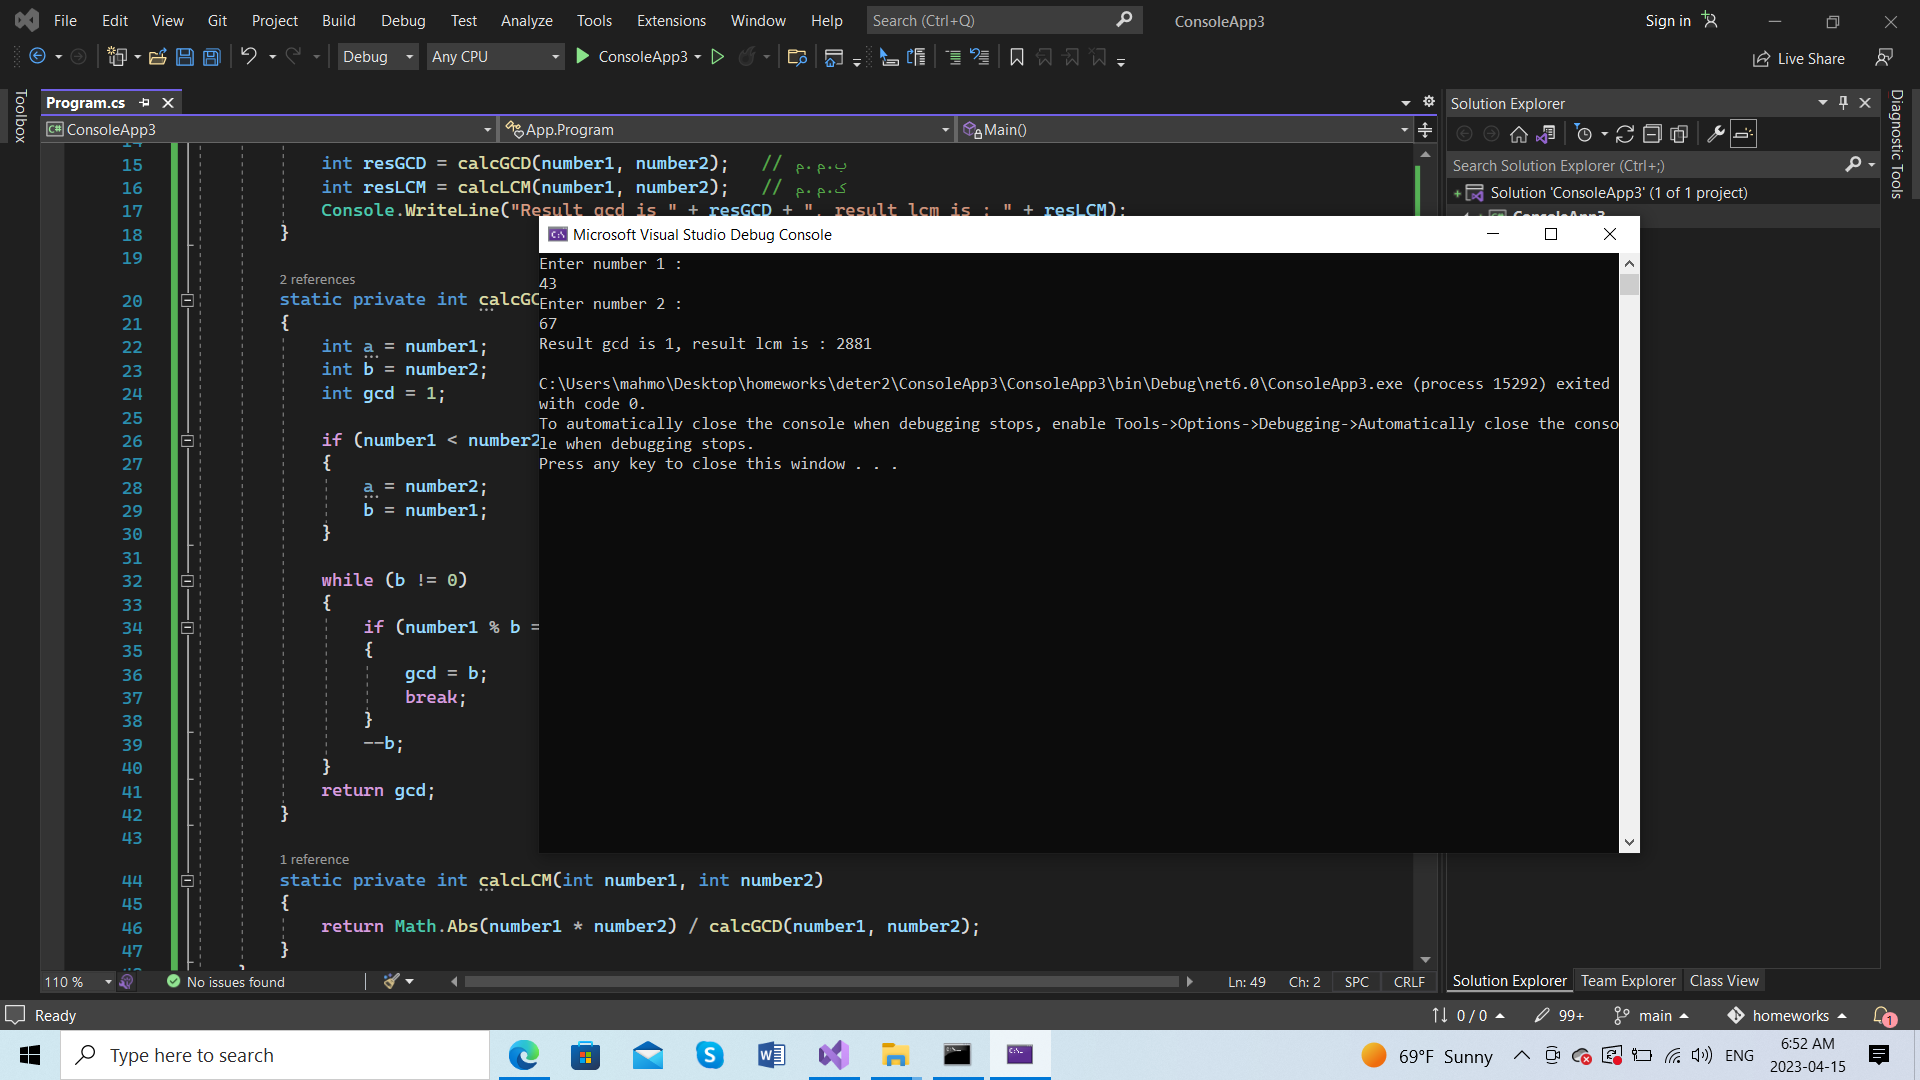 File Edit View Git Project Build Debug Test Analyze Tools Extensions Window Help Search (Ctrl+Q) ConsoleApp3 Sign in
Debug Any CPU ConsoleApp3 Live Share
Toolbox
Program.cs
ConsoleApp3 App.Program Main()
15 int resGCD = calcGCD(number1, number2); // ب.م.م
16 int resLCM = calcLCM(number1, number2); // ک.م.م
17 Console.WriteLine("Result gcd is " + resGCD + ", result lcm is : " + resLCM);
18 }
19
2 references
20 static private int calcGC
21 {
22 int a = number1;
23 int b = number2;
24 int gcd = 1;
25
26 if (number1 < number2
27 {
28 a = number2;
29 b = number1;
30 }
31
32 while (b != 0)
33 {
34 if (number1 % b =
35 {
36 gcd = b;
37 break;
38 }
39 --b;
40 }
41 return gcd;
42 }
43
1 reference
44 static private int calcLCM(int number1, int number2)
45 {
46 return Math.Abs(number1 * number2) / calcGCD(number1, number2);
47 }
Microsoft Visual Studio Debug Console
Enter number 1 :
43
Enter number 2 :
67
Result gcd is 1, result lcm is : 2881
C:\Users\mahmo\Desktop\homeworks\deter2\ConsoleApp3\ConsoleApp3\bin\Debug\net6.0\ConsoleApp3.exe (process 15292) exited
with code 0.
To automatically close the console when debugging stops, enable Tools->Options->Debugging->Automatically close the conso
le when debugging stops.
Press any key to close this window . . .
Solution Explorer
Search Solution Explorer (Ctrl+;)
Solution 'ConsoleApp3' (1 of 1 project)
Diagnostic Tools
110 % No issues found Ln: 49 Ch: 2 SPC CRLF
Solution Explorer Team Explorer Class View
Ready 0 / 0 99+ main homeworks 1
Type here to search
69°F Sunny ENG
6:52 AM
2023-04-15